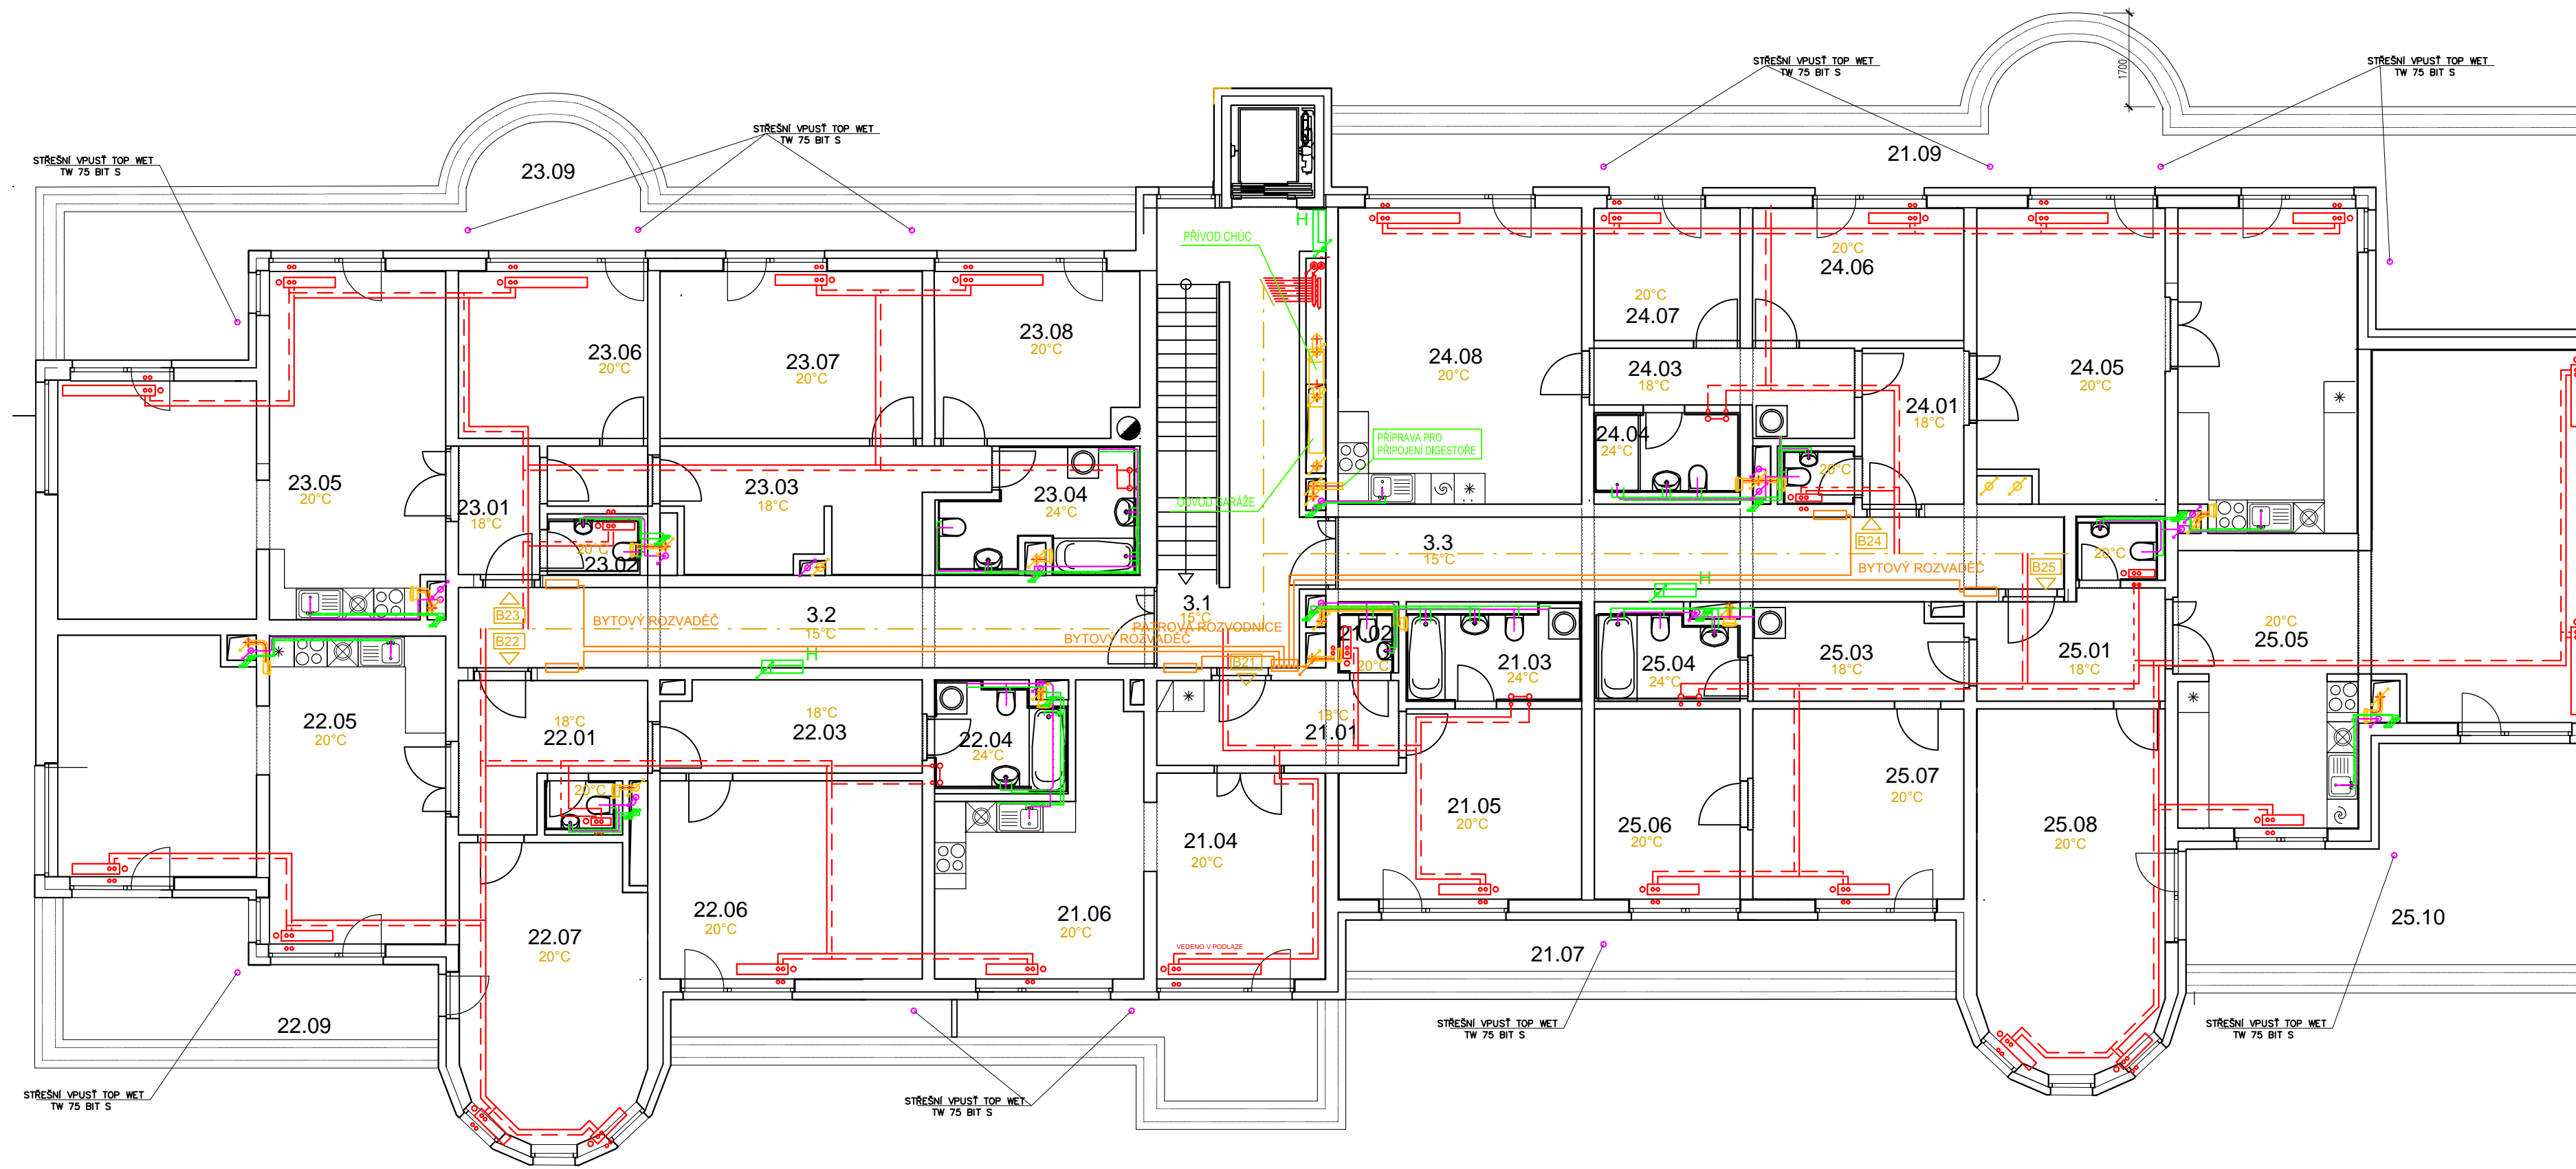 STŘEŠNÍ VPUSŤ TOP WET
TW 75 BIT S
STŘEŠNÍ VPUSŤ TOP WET
TW 75 BIT S
1700
STŘEŠNÍ VPUSŤ TOP WET
TW 75 BIT S
STŘEŠNÍ VPUSŤ TOP WET
TW 75 BIT S
23.09
21.09
H
PŘÍVOD CHÚC
20°C
24.06
20°C
24.07
23.06
20°C
23.07
20°C
23.08
20°C
24.08
20°C
24.03
18°C
24.05
20°C
24.01
18°C
24.04
24°C
PŘÍPRAVA PRO
PŘIPOJENÍ DIGESTOŘE
20°C
23.05
20°C
23.01
18°C
23.03
18°C
23.04
24°C
ODVOD GARÁŽE
20°C
23.02
3.3
15°C
B24
BYTOVÝ ROZVADĚČ
B25
20°C
H
B23
BYTOVÝ ROZVADĚČ
3.2
15°C
3.1
15°C
PATROVÁ ROZVODNICE
BYTOVÝ ROZVADĚČ
B22
H
B21
21.02
20°C
21.03
24°C
25.04
24°C
25.03
18°C
25.01
18°C
20°C
25.05
22.05
20°C
18°C
22.01
18°C
22.03
22.04
24°C
18°C
21.01
20°C
21.04
20°C
21.05
20°C
25.06
20°C
25.07
20°C
25.08
20°C
22.07
20°C
22.06
20°C
21.06
20°C
VEDENO V PODLAZE
21.07
25.10
22.09
STŘEŠNÍ VPUSŤ TOP WET
TW 75 BIT S
STŘEŠNÍ VPUSŤ TOP WET
TW 75 BIT S
STŘEŠNÍ VPUSŤ TOP WET
TW 75 BIT S
STŘEŠNÍ VPUSŤ TOP WET
TW 75 BIT S